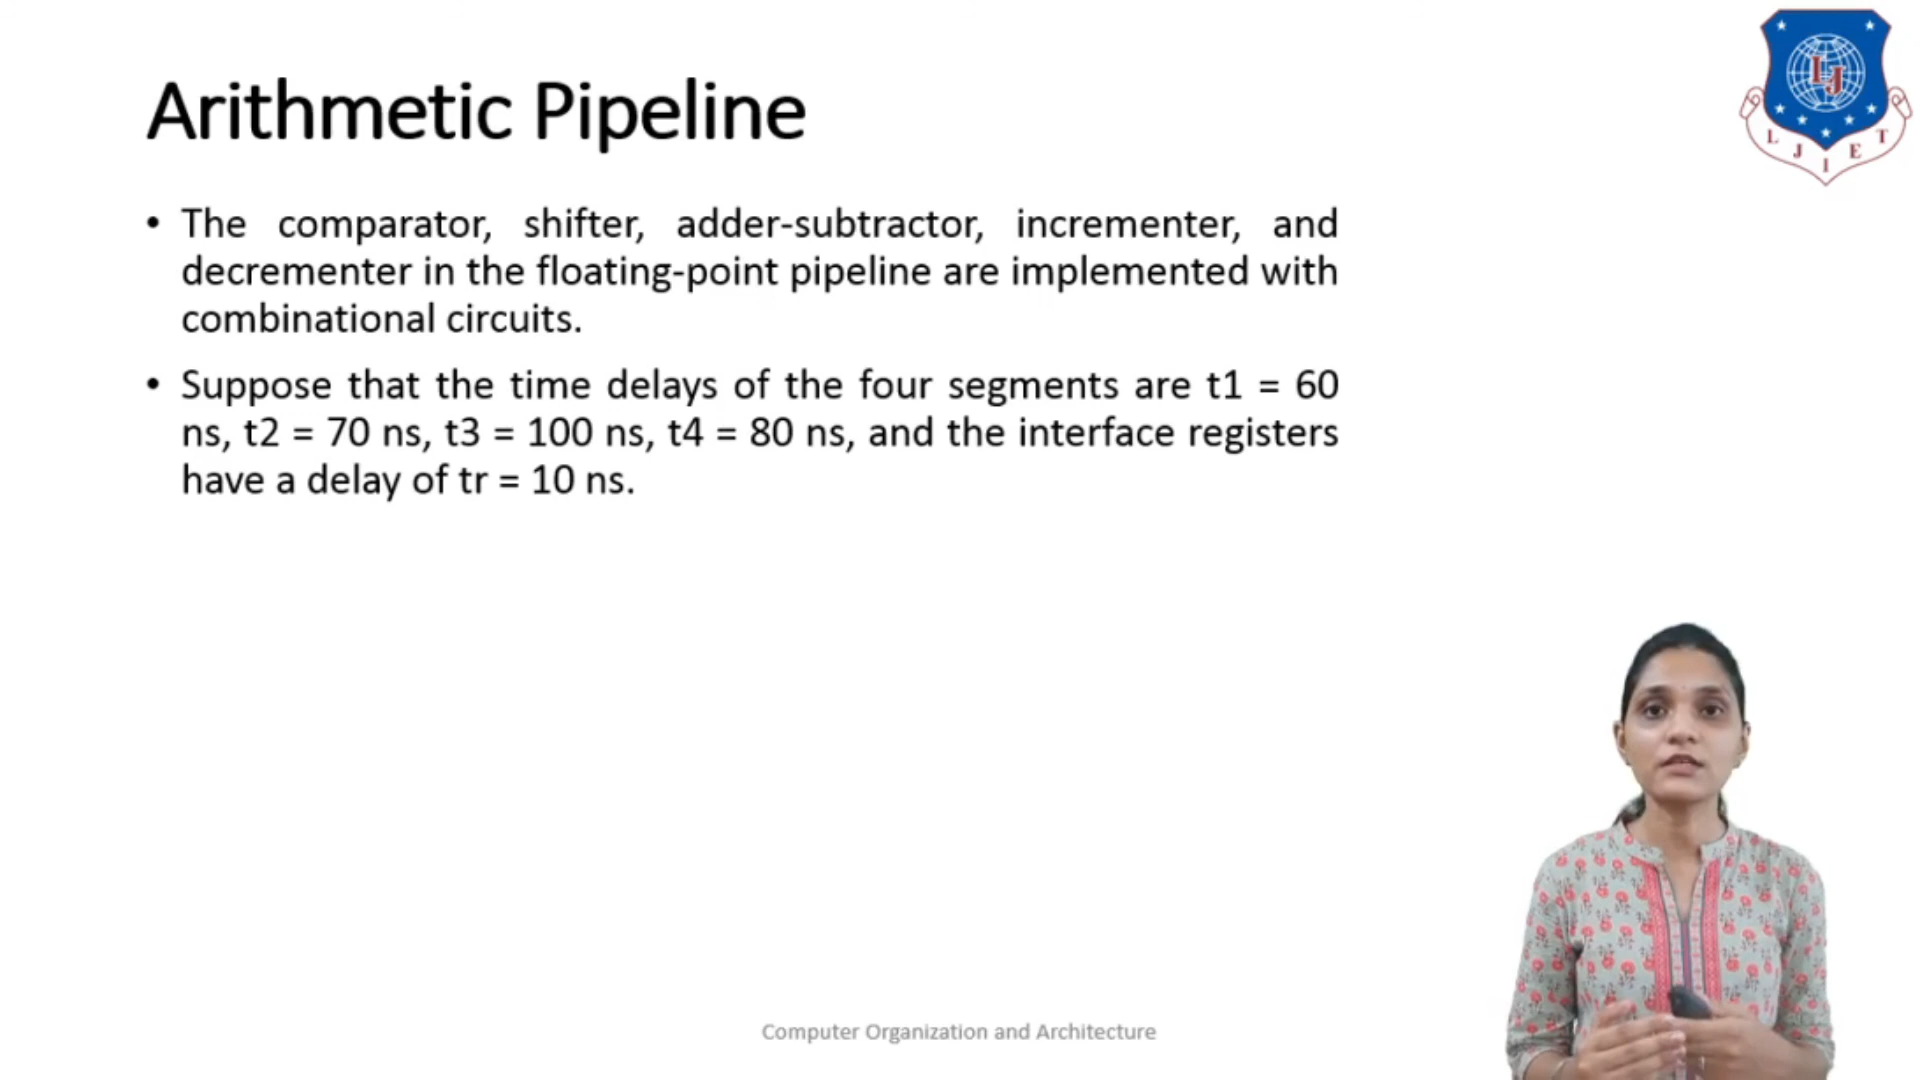 Arithmetic Pipeline
L J I E T
LJ
• The comparator, shifter, adder-subtractor, incrementer, and
decrementer in the floating-point pipeline are implemented with
combinational circuits.
• Suppose that the time delays of the four segments are t1 = 60
ns, t2 = 70 ns, t3 = 100 ns, t4 = 80 ns, and the interface registers
have a delay of tr = 10 ns.
Computer Organization and Architecture